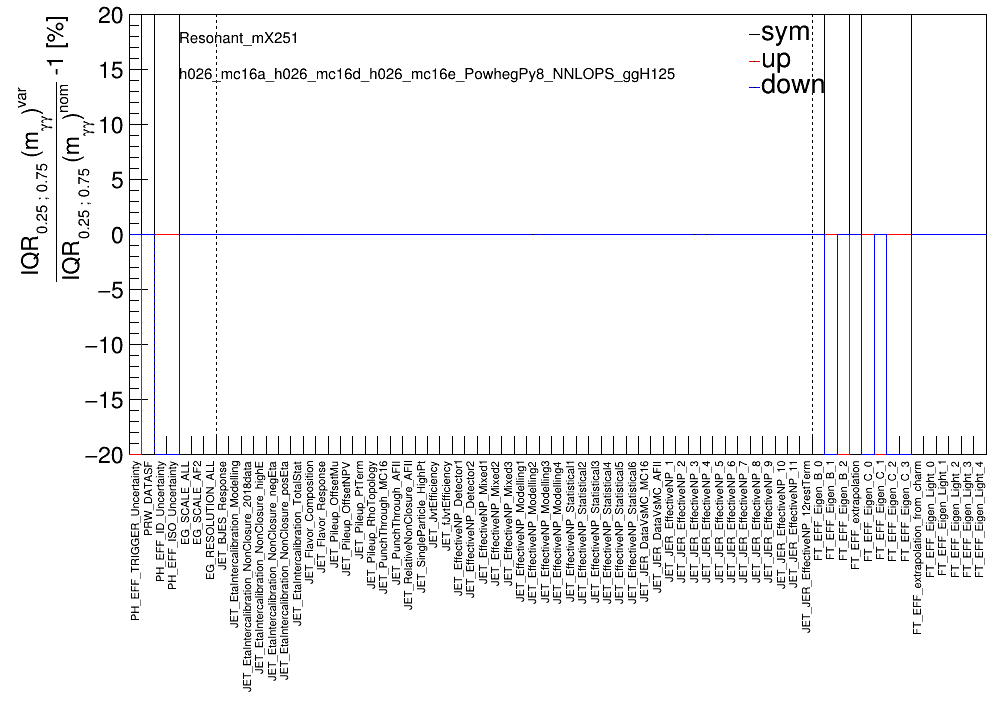 IQR0.25 ; 0.75 (mγγ)var
IQR0.25 ; 0.75 (mγγ)nom
-1 [%]
20
15
10
5
0
−5
−10
−15
−20
Resonant_mX251
h026_mc16a_h026_mc16d_h026_mc16e_PowhegPy8_NNLOPS_ggH125
sym
up
down
PH_EFF_TRIGGER_Uncertainty
PRW_DATASF
PH_EFF_ID_Uncertainty
PH_EFF_ISO_Uncertainty
EG_SCALE_ALL
EG_SCALE_AF2
EG_RESOLUTION_ALL
JET_BJES_Response
JET_EtaIntercalibration_Modelling
JET_EtaIntercalibration_NonClosure_2018data
JET_EtaIntercalibration_NonClosure_highE
JET_EtaIntercalibration_NonClosure_negEta
JET_EtaIntercalibration_NonClosure_posEta
JET_EtaIntercalibration_TotalStat
JET_Flavor_Composition
JET_Flavor_Response
JET_Pileup_OffsetMu
JET_Pileup_OffsetNPV
JET_Pileup_PtTerm
JET_Pileup_RhoTopology
JET_PunchThrough_MC16
JET_PunchThrough_AFII
JET_RelativeNonClosure_AFII
JET_SingleParticle_HighPt
JET_JvtEfficiency
JET_fJvtEfficiency
JET_EffectiveNP_Detector1
JET_EffectiveNP_Detector2
JET_EffectiveNP_Mixed1
JET_EffectiveNP_Mixed2
JET_EffectiveNP_Mixed3
JET_EffectiveNP_Modelling1
JET_EffectiveNP_Modelling2
JET_EffectiveNP_Modelling3
JET_EffectiveNP_Modelling4
JET_EffectiveNP_Statistical1
JET_EffectiveNP_Statistical2
JET_EffectiveNP_Statistical3
JET_EffectiveNP_Statistical4
JET_EffectiveNP_Statistical5
JET_EffectiveNP_Statistical6
JET_JER_DataVsMC_MC16
JET_JER_DataVsMC_AFII
JET_JER_EffectiveNP_1
JET_JER_EffectiveNP_2
JET_JER_EffectiveNP_3
JET_JER_EffectiveNP_4
JET_JER_EffectiveNP_5
JET_JER_EffectiveNP_6
JET_JER_EffectiveNP_7
JET_JER_EffectiveNP_8
JET_JER_EffectiveNP_9
JET_JER_EffectiveNP_10
JET_JER_EffectiveNP_11
JET_JER_EffectiveNP_12restTerm
FT_EFF_Eigen_B_0
FT_EFF_Eigen_B_1
FT_EFF_Eigen_B_2
FT_EFF_extrapolation
FT_EFF_Eigen_C_0
FT_EFF_Eigen_C_1
FT_EFF_Eigen_C_2
FT_EFF_Eigen_C_3
FT_EFF_extrapolation_from_charm
FT_EFF_Eigen_Light_0
FT_EFF_Eigen_Light_1
FT_EFF_Eigen_Light_2
FT_EFF_Eigen_Light_3
FT_EFF_Eigen_Light_4